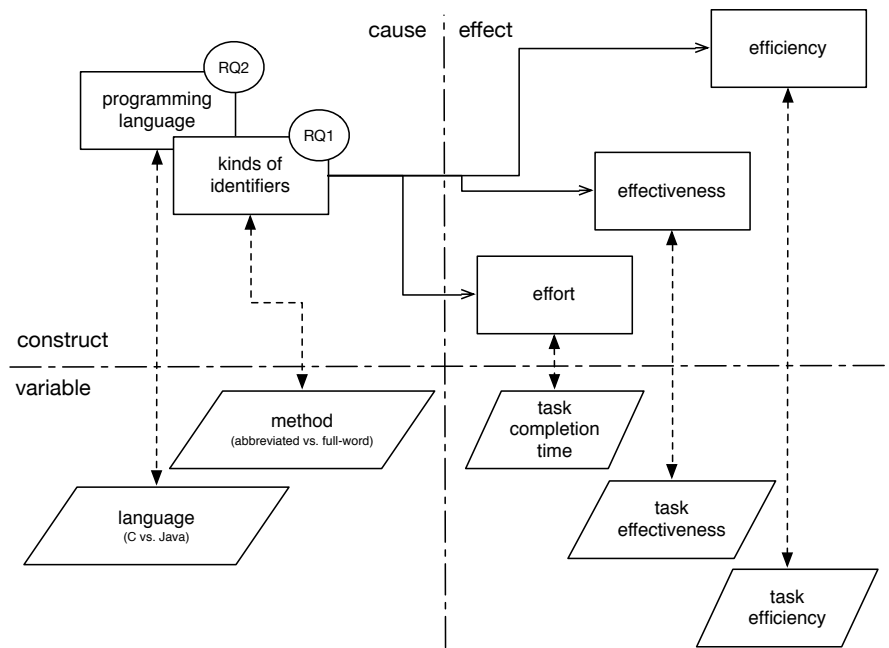 cause
effect
RQ2
programming
language
RQ1
kinds of
identifiers
efficiency
effectiveness
effort
construct
variable
method
(abbreviated vs. full-word)
task
completion
time
language
(C vs. Java)
task
effectiveness
task
efficiency